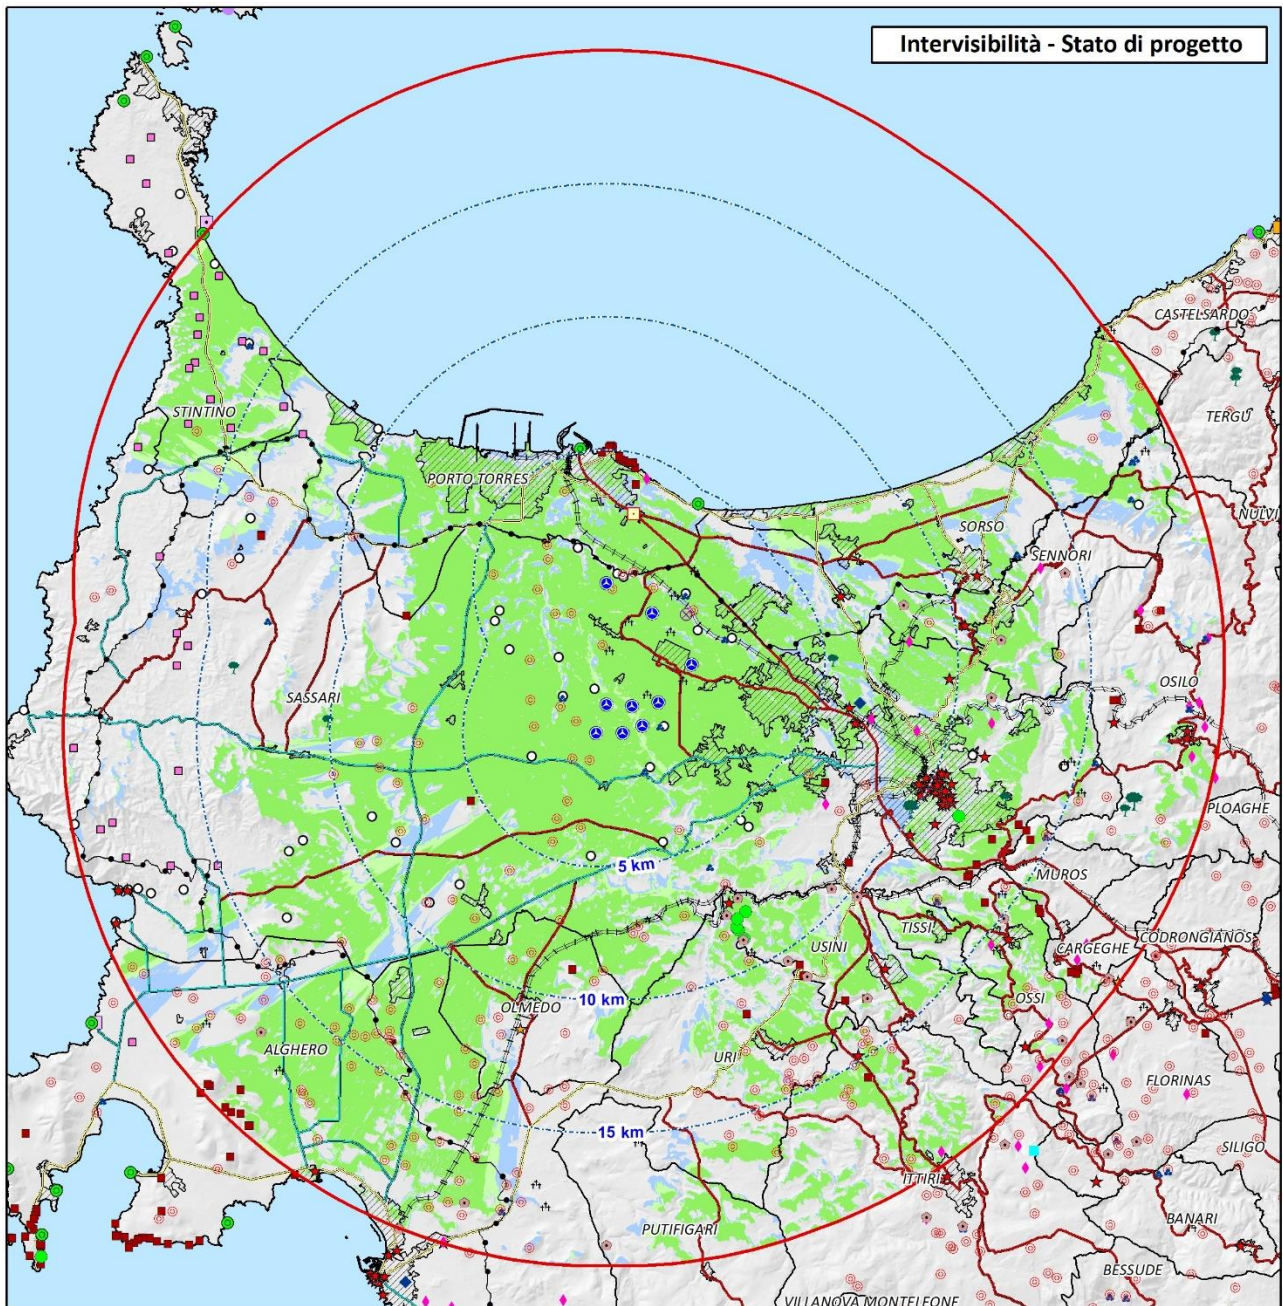 Intervisibilità - Stato di progetto
CASTELSARDO
STINTINO
TERGU
PORTO TORRES
NULVI
SORSO
SENNORI
SASSARI
OSILO
PLOAGHE
5 km
MUROS
TISSI
USINI
CARGEGHE
CODRONGIANOS
10 km
OLMEDO
OSSI
ALGHERO
URI
FLORINAS
15 km
SILIGO
ITTIRI
PUTIFIGARI
BANARI
BESSUDE
VILLANOVA MONTELEONE